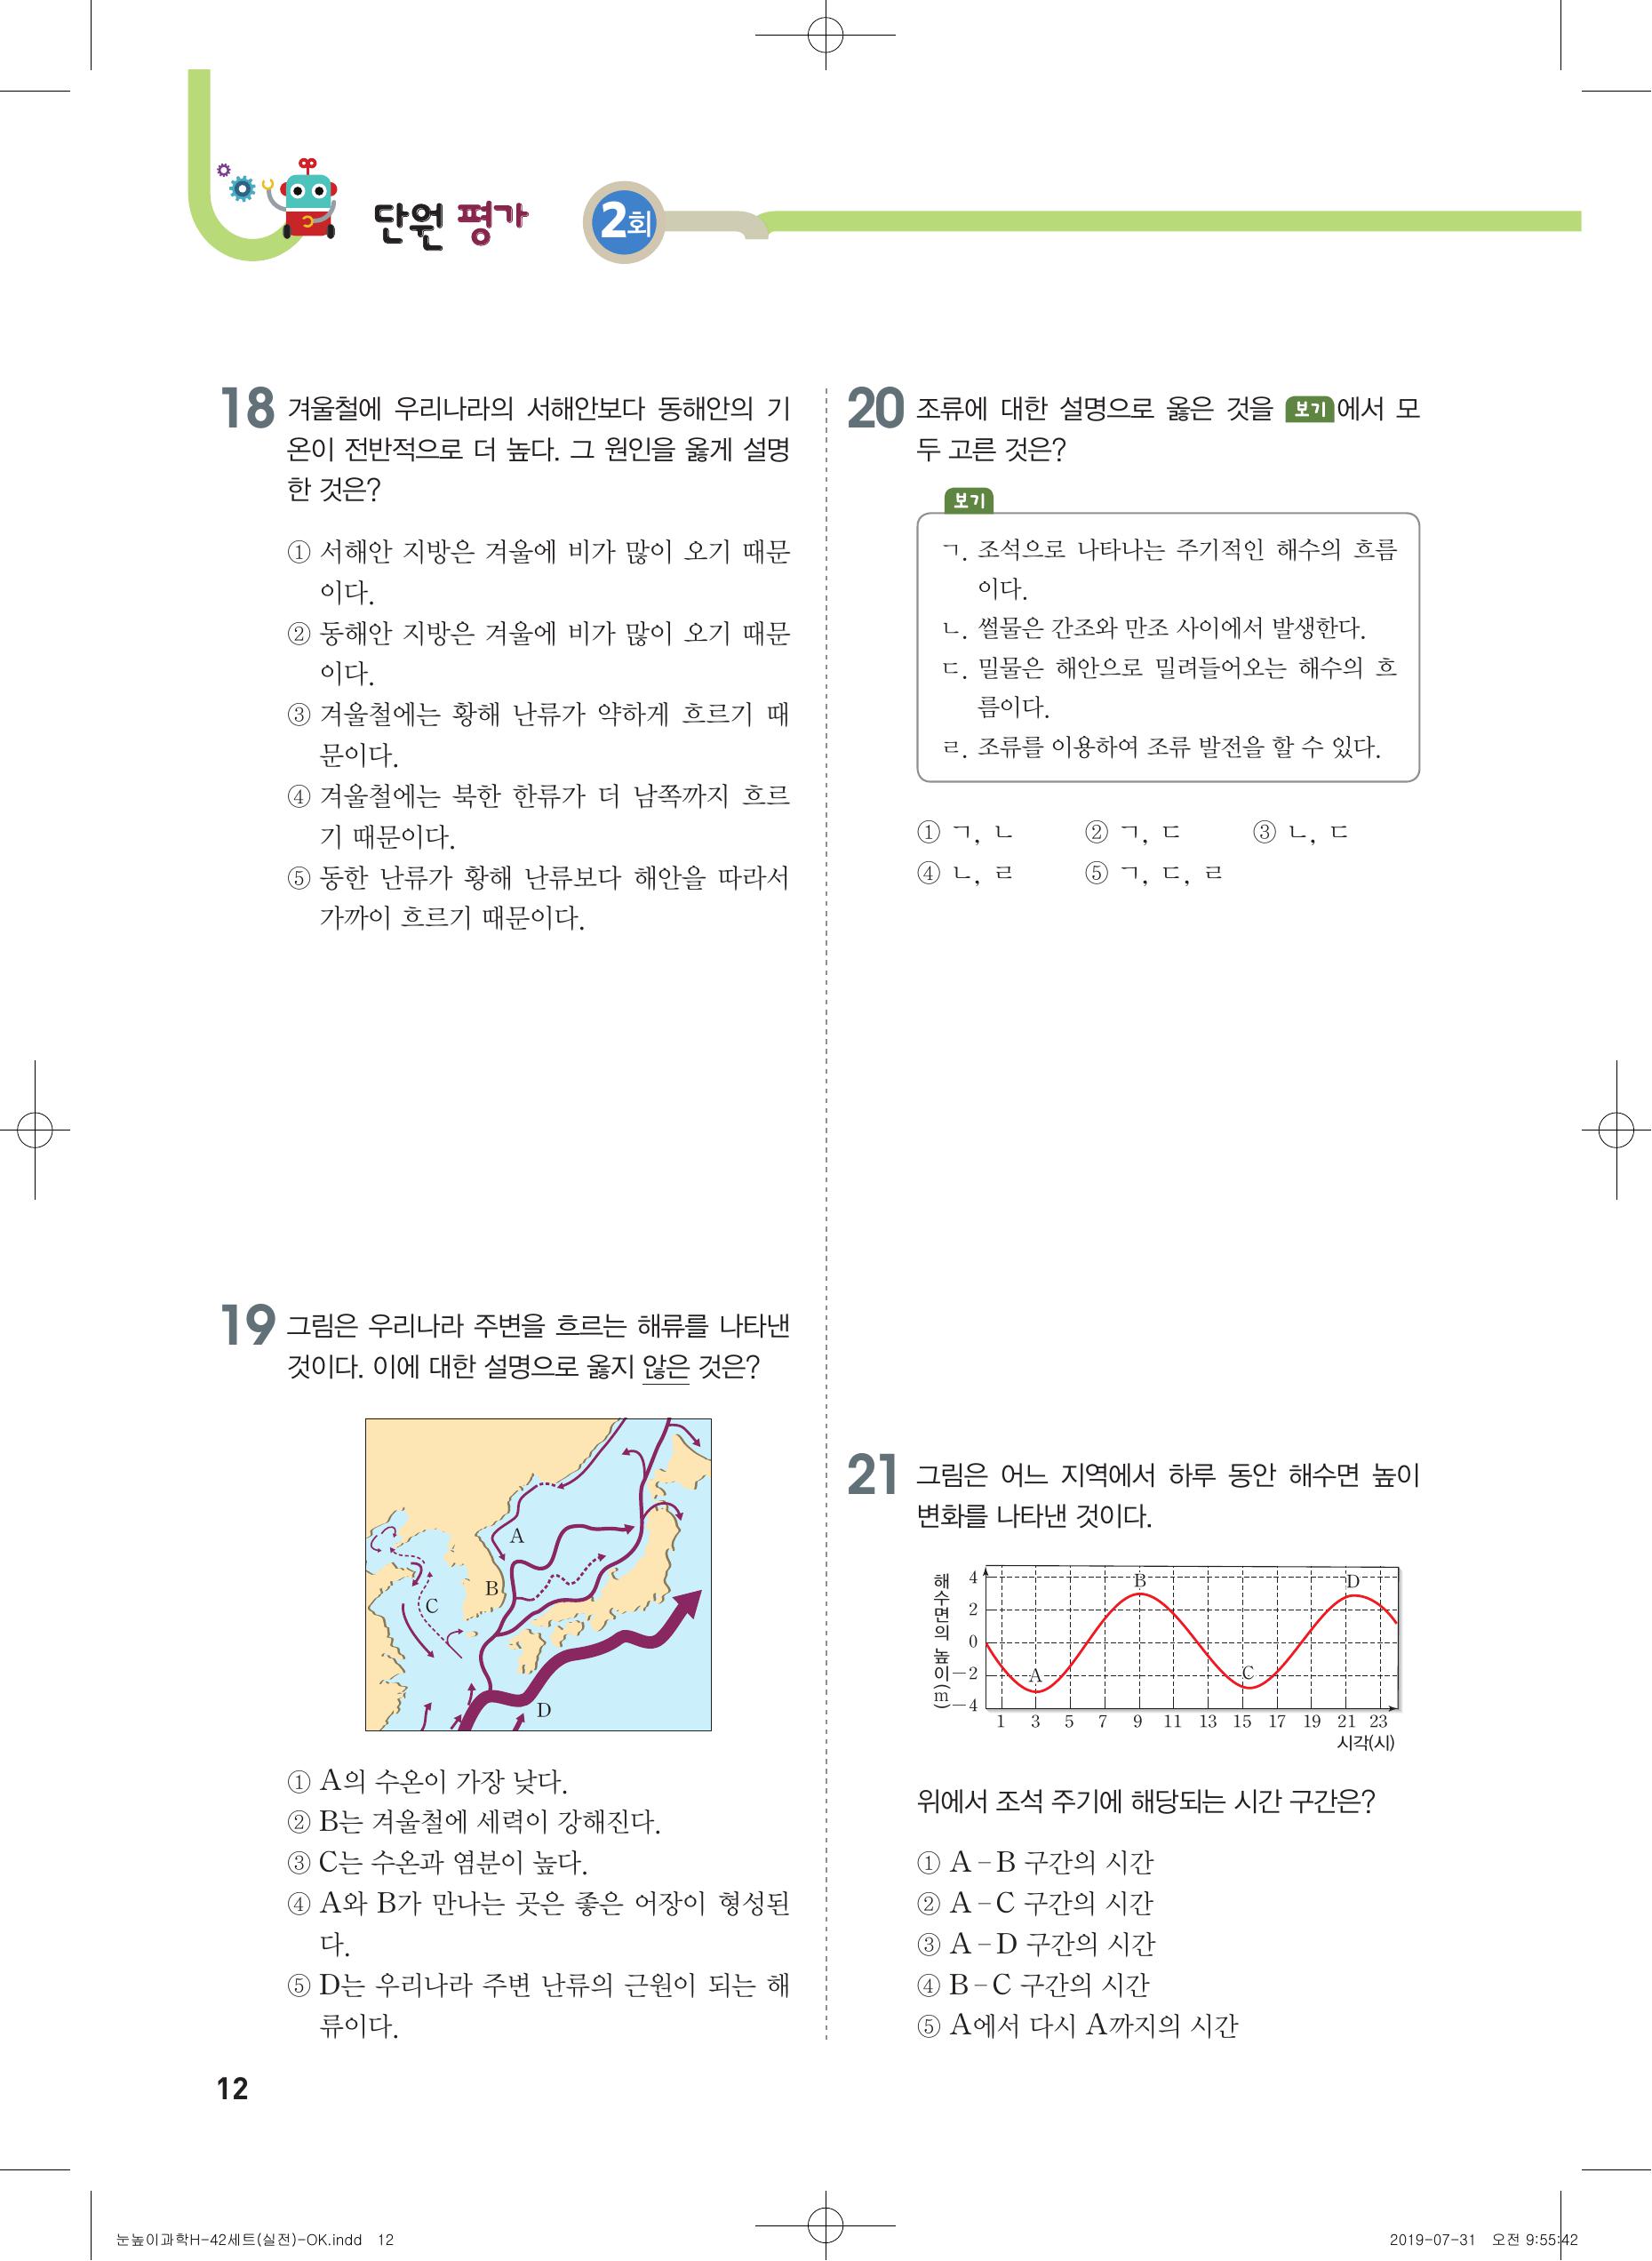 단원 평가 2회
18 겨울철에 우리나라의 서해안보다 동해안의 기
온이 전반적으로 더 높다. 그 원인을 옳게 설명
한 것은?
① 서해안 지방은 겨울에 비가 많이 오기 때문
이다.
② 동해안 지방은 겨울에 비가 많이 오기 때문
이다.
③ 겨울철에는 황해 난류가 약하게 흐르기 때
문이다.
④ 겨울철에는 북한 한류가 더 남쪽까지 흐르
기 때문이다.
⑤ 동한 난류가 황해 난류보다 해안을 따라서
가까이 흐르기 때문이다.
19 그림은 우리나라 주변을 흐르는 해류를 나타낸
것이다. 이에 대한 설명으로 옳지 않은 것은?
A
B
C
D
① A의 수온이 가장 낮다.
② B는 겨울철에 세력이 강해진다.
③ C는 수온과 염분이 높다.
④ A와 B가 만나는 곳은 좋은 어장이 형성된
다.
⑤ D는 우리나라 주변 난류의 근원이 되는 해
류이다.
20 조류에 대한 설명으로 옳은 것을 보기에서 모
두 고른 것은?
보기
ㄱ. 조석으로 나타나는 주기적인 해수의 흐름
이다.
ㄴ. 썰물은 간조와 만조 사이에서 발생한다.
ㄷ. 밀물은 해안으로 밀려들어오는 해수의 흐
름이다.
ㄹ. 조류를 이용하여 조류 발전을 할 수 있다.
① ㄱ, ㄴ ② ㄱ, ㄷ ③ ㄴ, ㄷ
④ ㄴ, ㄹ ⑤ ㄱ, ㄷ, ㄹ
21 그림은 어느 지역에서 하루 동안 해수면 높이
변화를 나타낸 것이다.
해수면의 높이(m)
4
2
0
-2
-4
A
B
C
D
1 3 5 7 9 11 13 15 17 19 21 23
시각(시)
위에서 조석 주기에 해당되는 시간 구간은?
① A-B 구간의 시간
② A-C 구간의 시간
③ A-D 구간의 시간
④ B-C 구간의 시간
⑤ A에서 다시 A까지의 시간
12
눈높이과학H-42세트(실전)-OK.indd 12
2019-07-31 오전 9:55:42